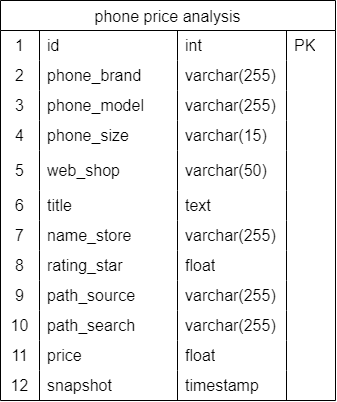 phone price analysis
1 id int PK
2 phone_brand varchar(255)
3 phone_model varchar(255)
4 phone_size varchar(15)
5 web_shop varchar(50)
6 title text
7 name_store varchar(255)
8 rating_star float
9 path_source varchar(255)
10 path_search varchar(255)
11 price float
12 snapshot timestamp